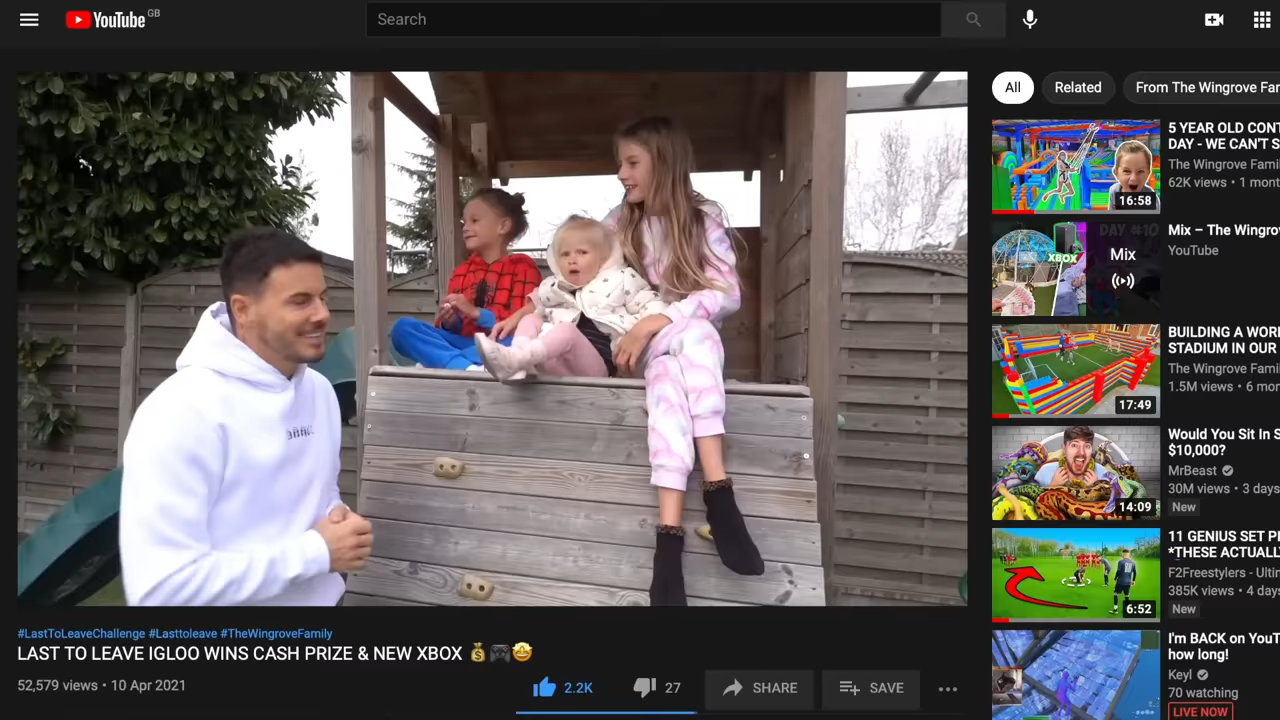 YouTube GB
Search
All
Related
From The Wingrove Far
5 YEAR OLD CONT
DAY - WE CAN'T S
The Wingrove Famil
62K views • 1 mont
16:58
DAY #10
XBOX
Mix
Mix – The Wingrov
YouTube
BUILDING A WOR
STADIUM IN OUR
The Wingrove Famil
1.5M views • 6 mon
17:49
Would You Sit In S
$10,000?
MrBeast
30M views • 3 days
New
14:09
11 GENIUS SET PI
*THESE ACTUALL
F2Freestylers - Ultin
385K views • 4 days
New
6:52
I'm BACK on YouT
how long!
Keyl
70 watching
LIVE NOW
#LastToLeaveChallenge #Lasttoleave #TheWingroveFamily
LAST TO LEAVE IGLOO WINS CASH PRIZE & NEW XBOX 💰🎮🤩
52,579 views • 10 Apr 2021
2.2K
27
SHARE
SAVE